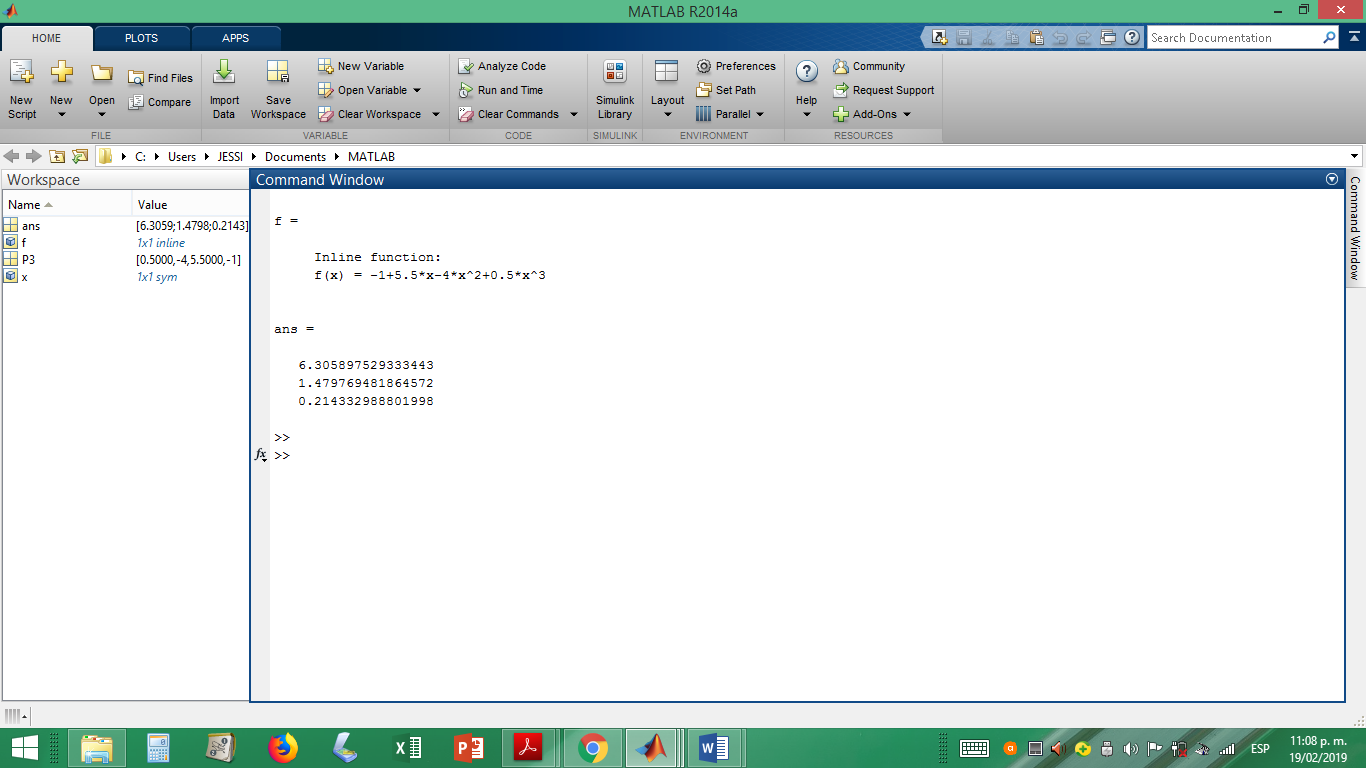 MATLAB R2014a
HOME PLOTS APPS
Search Documentation
New Script
New
Open
Find Files
Compare
Import Data
Save Workspace
New Variable
Open Variable
Clear Workspace
Analyze Code
Run and Time
Clear Commands
Simulink Library
Layout
Preferences
Set Path
Parallel
Help
Community
Request Support
Add-Ons
FILE VARIABLE CODE SIMULINK ENVIRONMENT RESOURCES
C: Users JESSI Documents MATLAB
Workspace
Name Value
ans [6.3059;1.4798;0.2143]
f 1x1 inline
P3 [0.5000,-4,5.5000,-1]
x 1x1 sym
Command Window
f =
Inline function:
f(x) = -1+5.5*x-4*x^2+0.5*x^3
ans =
6.305897529333443
1.479769481864572
0.214332988801998
>>
fx >>
Command Window
ESP
11:08 p. m.
19/02/2019